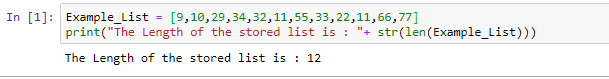 In [1]: Example_List = [9,10,29,34,32,11,55,33,22,11,66,77]
print("The Length of the stored list is : "+ str(len(Example_List)))
The Length of the stored list is : 12